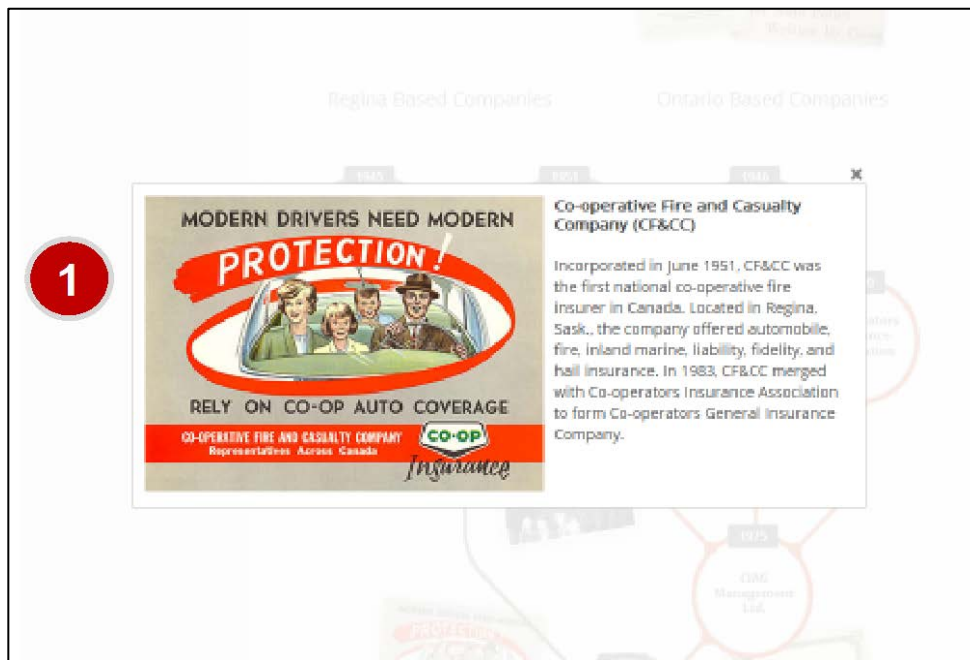 Regina Based Companies
Ontario Based Companies
1945
1951
1946
1
MODERN DRIVERS NEED MODERN
PROTECTION!
RELY ON CO-OP AUTO COVERAGE
CO-OPERATIVE FIRE AND CASUALTY COMPANY
Representatives Across Canada
CO-OP
Insurance
Co-operative Fire and Casualty
Company (CF&CC)
Incorporated in June 1951, CF&CC was
the first national co-operative fire
insurer in Canada. Located in Regina,
Sask., the company offered automobile,
fire, inland marine, liability, fidelity, and
hail insurance. In 1983, CF&CC merged
with Co-operators Insurance Association
to form Co-operators General Insurance
Company.
1975
Management
Ltd.